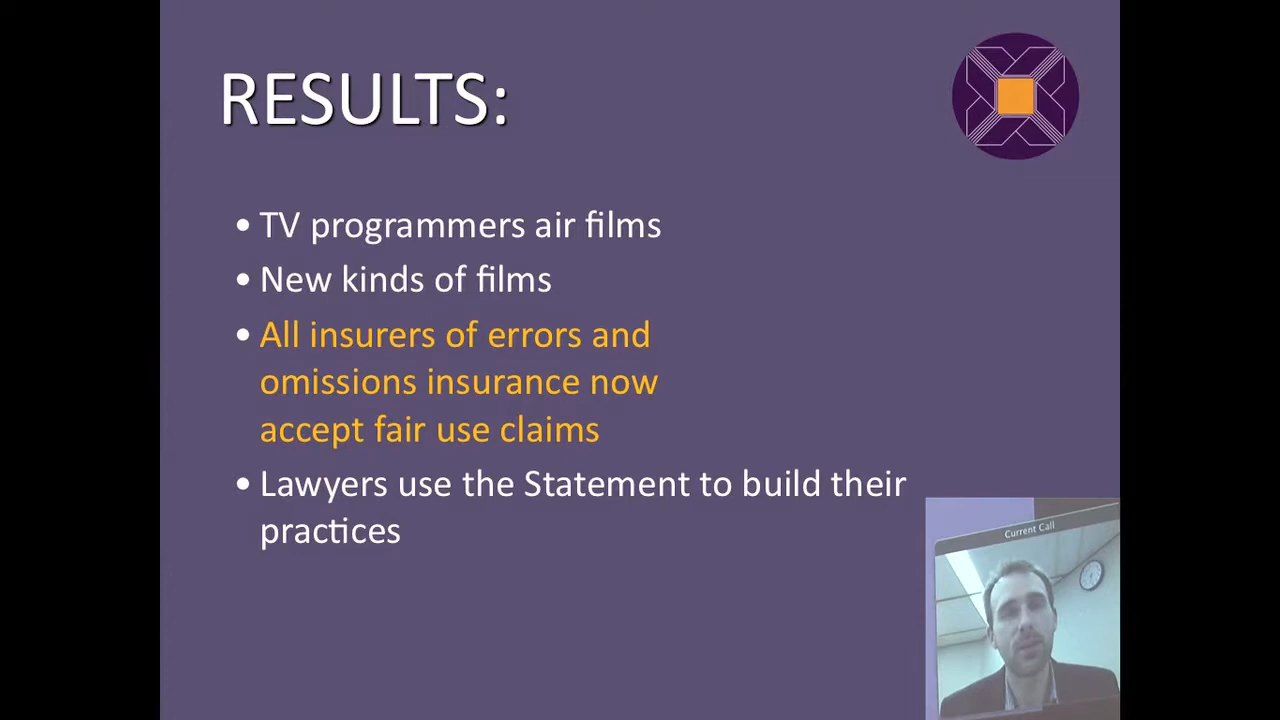 RESULTS:
• TV programmers air films
• New kinds of films
• All insurers of errors and
omissions insurance now
accept fair use claims
• Lawyers use the Statement to build their
practices
Current Call